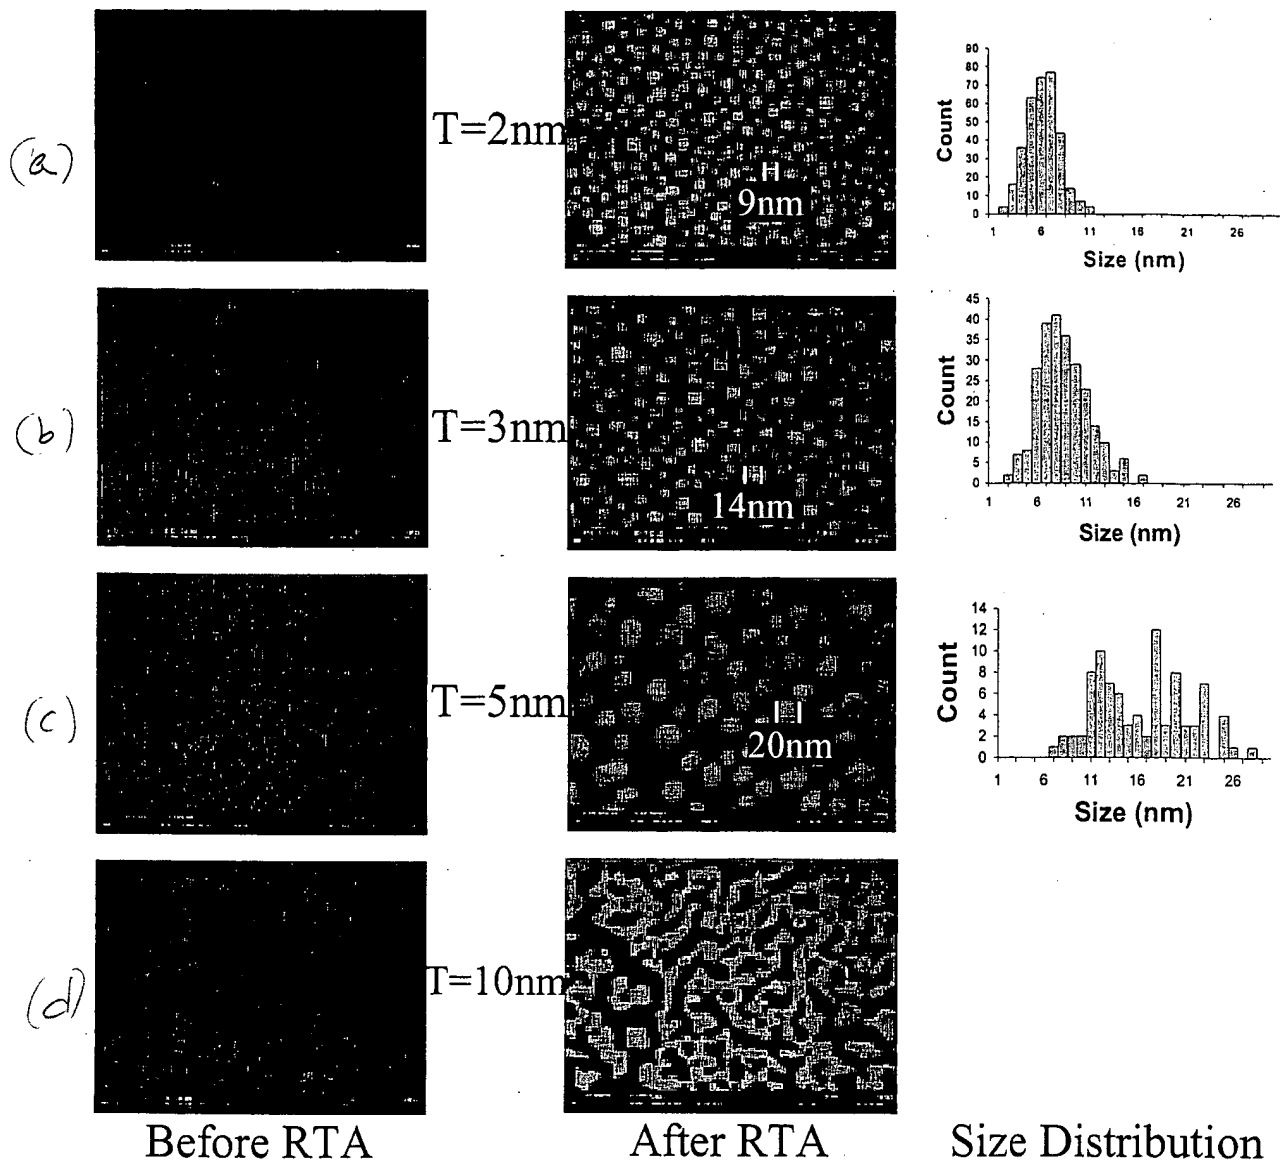 (a)
T=2nm
9nm
Count
90
80
70
60
50
40
30
20
10
0
1 6 11 16 21 26
Size (nm)
(b)
T=3nm
14nm
Count
45
40
35
30
25
20
15
10
5
0
1 6 11 16 21 26
Size (nm)
(c)
T=5nm
20nm
Count
14
12
10
8
6
4
2
0
1 6 11 16 21 26
Size (nm)
(d)
T=10nm
Before RTA After RTA Size Distribution